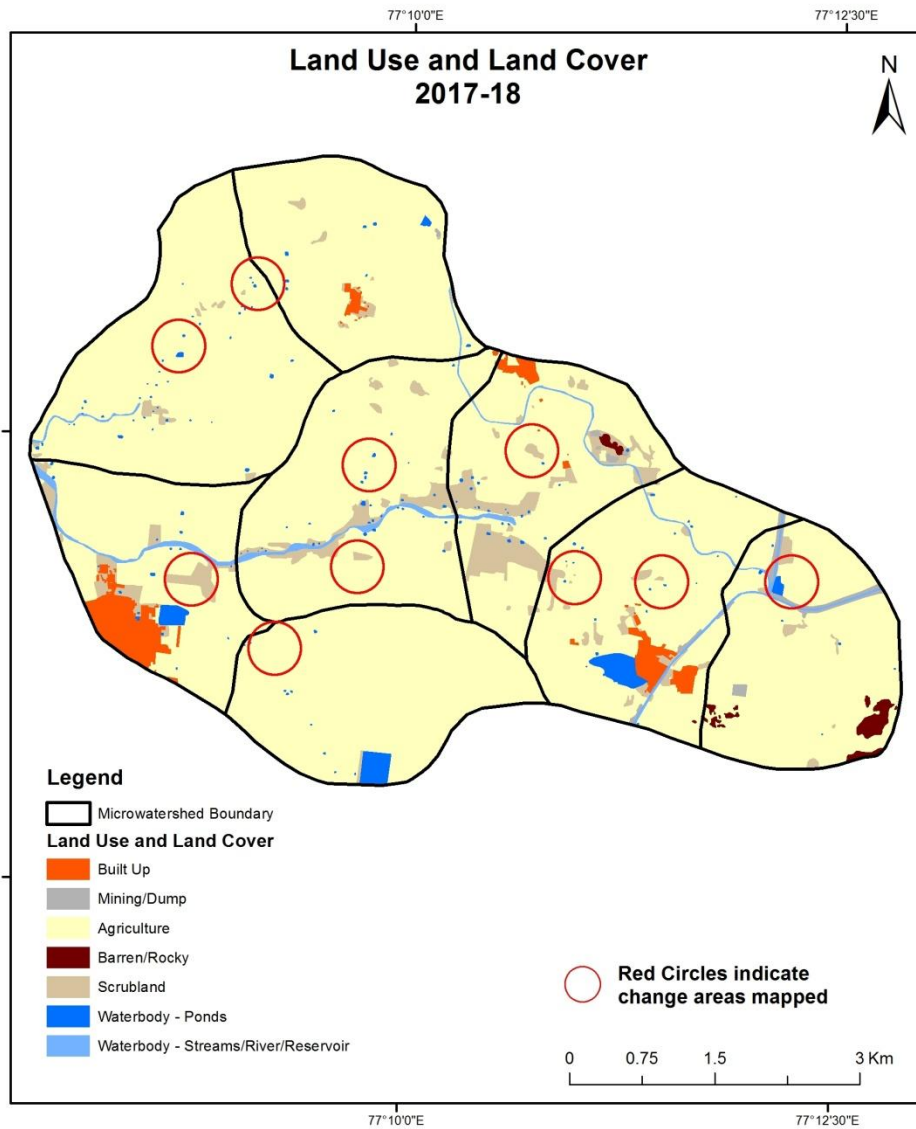 77°10'0"E
77°12'30"E
Land Use and Land Cover
2017-18
N
Legend
Microwatershed Boundary
Land Use and Land Cover
Built Up
Mining/Dump
Agriculture
Barren/Rocky
Scrubland
Waterbody - Ponds
Waterbody - Streams/River/Reservoir
Red Circles indicate
change areas mapped
0 0.75 1.5 3 Km
77°10'0"E
77°12'30"E